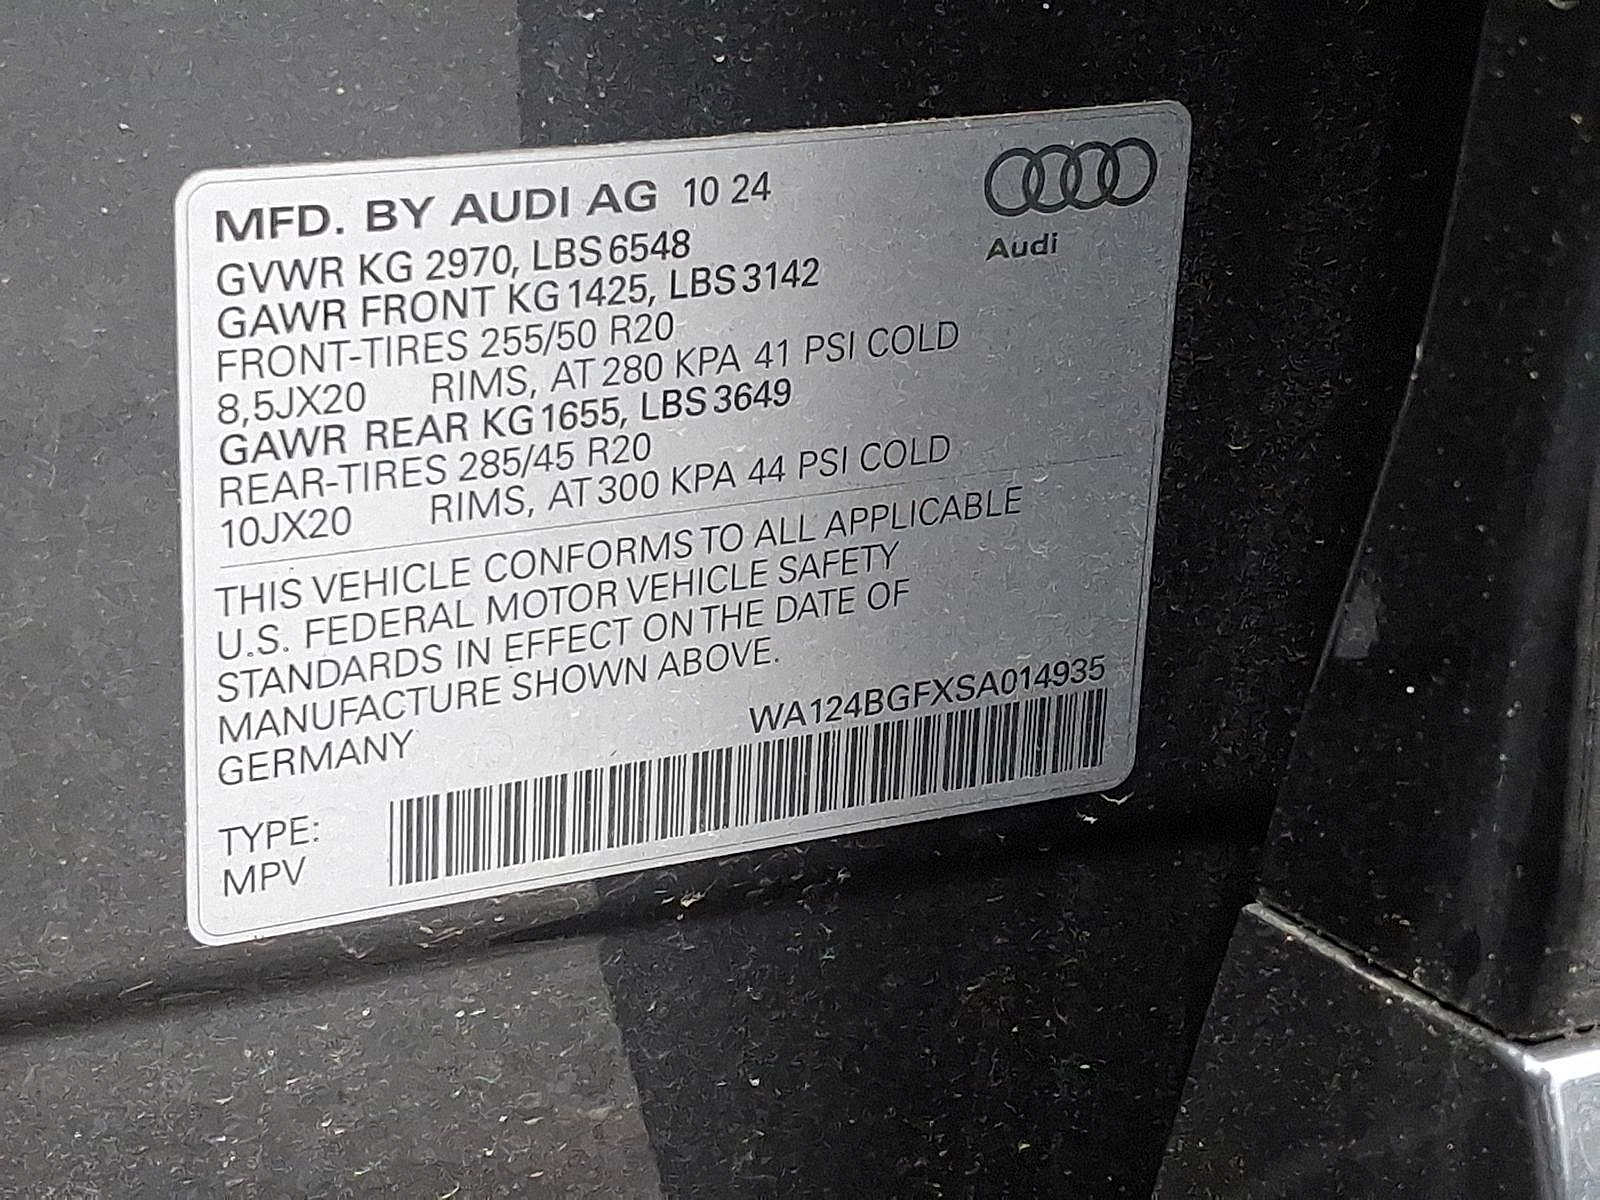 MFD. BY AUDI AG 10 24
Audi
GVWR KG 2970, LBS 6548
GAWR FRONT KG 1425, LBS 3142
FRONT-TIRES 255/50 R20
8,5JX20 RIMS, AT 280 KPA 41 PSI COLD
GAWR REAR KG 1655, LBS 3649
REAR-TIRES 285/45 R20
10JX20 RIMS, AT 300 KPA 44 PSI COLD
THIS VEHICLE CONFORMS TO ALL APPLICABLE
U.S. FEDERAL MOTOR VEHICLE SAFETY
STANDARDS IN EFFECT ON THE DATE OF
MANUFACTURE SHOWN ABOVE.
GERMANY
WA124BGFXSA014935
TYPE:
MPV